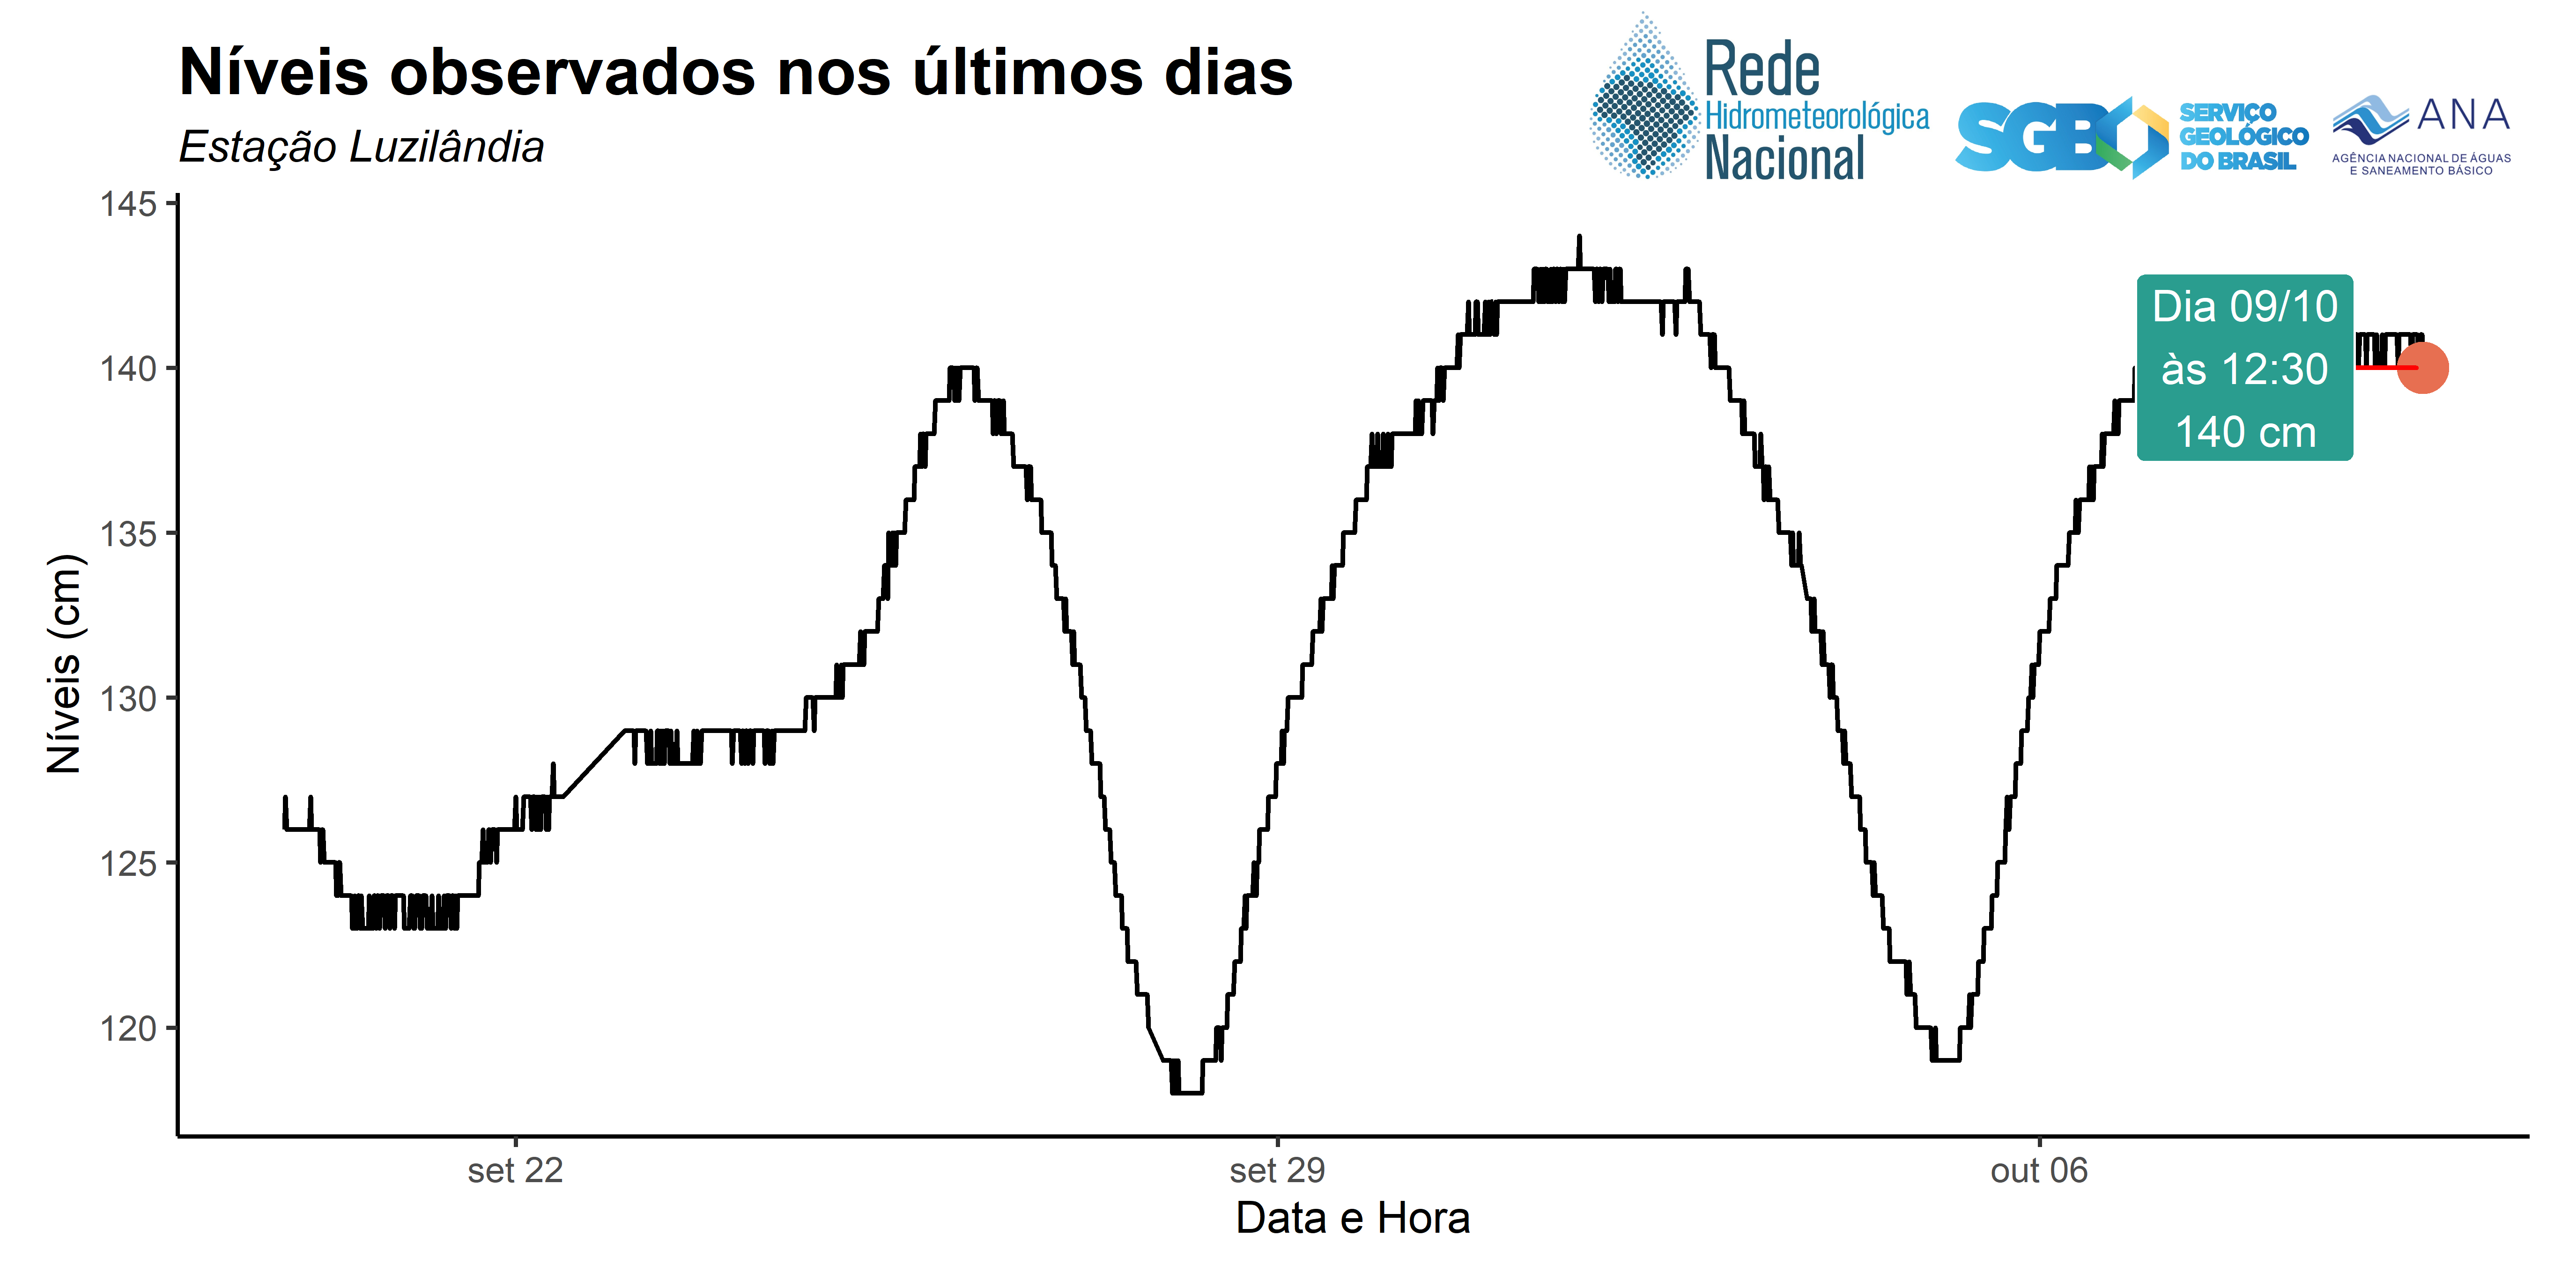 Níveis observados nos últimos dias
Estação Luzilândia
Rede
Hidrometeorológica
Nacional
SGB
SERVIÇO
GEOLÓGICO
DO BRASIL
ANA
AGÊNCIA NACIONAL DE ÁGUAS
E SANEAMENTO BÁSICO
Níveis (cm)
145
140
135
130
125
120
Dia 09/10
às 12:30
140 cm
set 22
set 29
out 06
Data e Hora